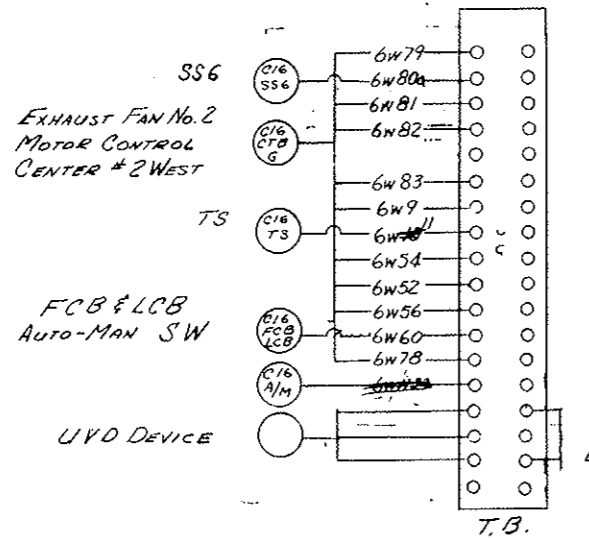 6W79
SS6
C16
SS6
6W80a
EXHAUST FAN NO. 2
MOTOR CONTROL
CENTER #2 WEST
6W81
C16
CTB
G
6W82
6W83
6W9
TS
C16
TS
6W11
6W54
6W52
6W56
FCB & LCB
AUTO-MAN SW
C16
FCB
LCB
6W60
6W78
C16
A/M
UVD DEVICE
T.B.